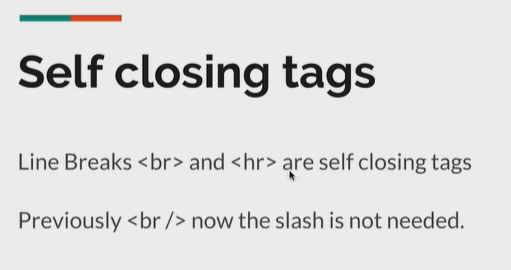 Self closing tags
Line Breaks <br> and <hr> are self closing tags
Previously <br /> now the slash is not needed.